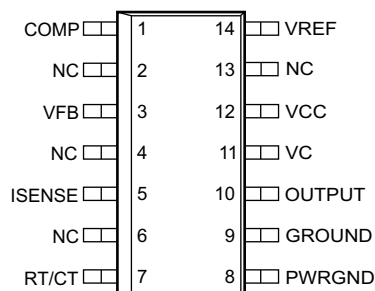 COMP 1 14 VREF
NC 2 13 NC
VFB 3 12 VCC
NC 4 11 VC
ISENSE 5 10 OUTPUT
NC 6 9 GROUND
RT/CT 7 8 PWRGND